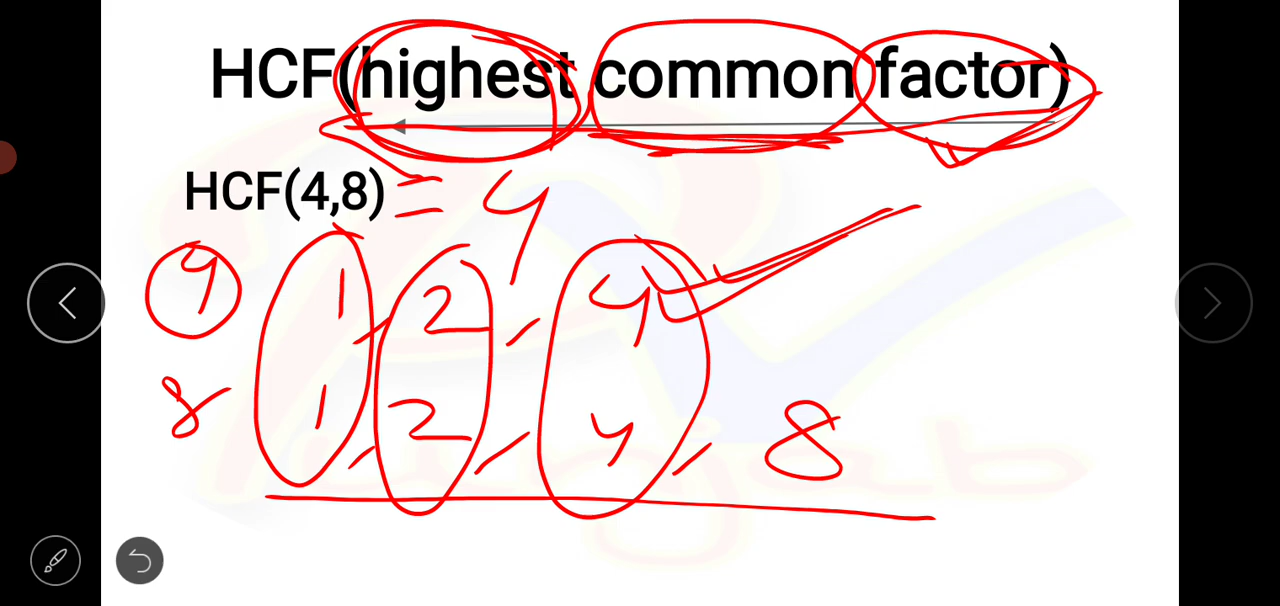 HCF(highest common factor)
HCF(4,8) = 4
4 1, 2, 4
8 1, 2, 4, 8